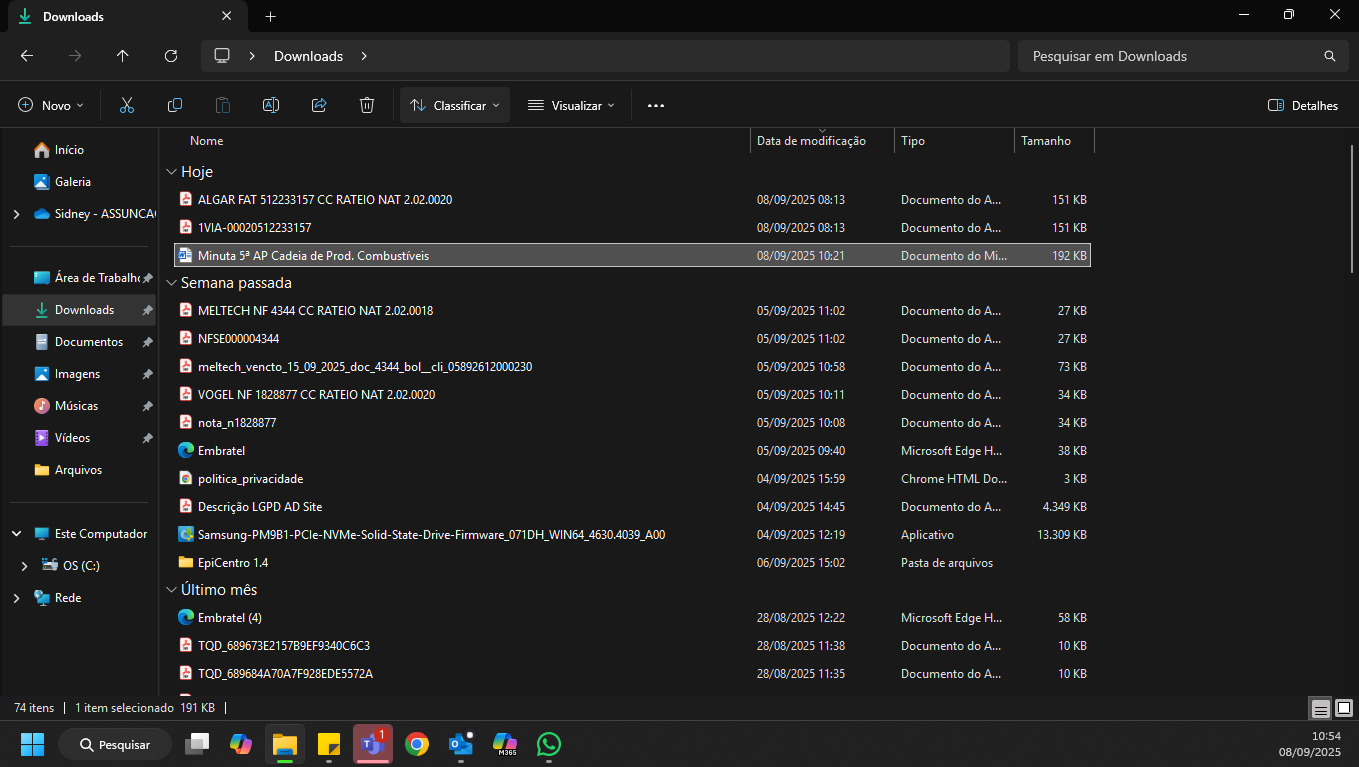 Downloads
Downloads
Pesquisar em Downloads
Novo
Classificar
Visualizar
Detalhes
Nome Data de modificação Tipo Tamanho
Início
Galeria
Sidney - ASSUNCA
Área de Trabalho
Downloads
Documentos
Imagens
Músicas
Vídeos
Arquivos
Este Computador
OS (C:)
Rede
Hoje
ALGAR FAT 512233157 CC RATEIO NAT 2.02.0020 08/09/2025 08:13 Documento do A... 151 KB
1VIA-00020512233157 08/09/2025 08:13 Documento do A... 151 KB
Minuta 5ª AP Cadeia de Prod. Combustíveis 08/09/2025 10:21 Documento do Mi... 192 KB
Semana passada
MELTECH NF 4344 CC RATEIO NAT 2.02.0018 05/09/2025 11:02 Documento do A... 27 KB
NFSE000004344 05/09/2025 11:02 Documento do A... 27 KB
meltech_vencto_15_09_2025_doc_4344_bol__cli_05892612000230 05/09/2025 10:58 Documento do A... 73 KB
VOGEL NF 1828877 CC RATEIO NAT 2.02.0020 05/09/2025 10:11 Documento do A... 34 KB
nota_n1828877 05/09/2025 10:08 Documento do A... 34 KB
Embratel 05/09/2025 09:40 Microsoft Edge H... 38 KB
politica_privacidade 04/09/2025 15:59 Chrome HTML Do... 3 KB
Descrição LGPD AD Site 04/09/2025 14:45 Documento do A... 4.349 KB
Samsung-PM9B1-PCIe-NVMe-Solid-State-Drive-Firmware_071DH_WIN64_4630.4039_A00 04/09/2025 12:19 Aplicativo 13.309 KB
EpiCentro 1.4 06/09/2025 15:02 Pasta de arquivos
Último mês
Embratel (4) 28/08/2025 12:22 Microsoft Edge H... 58 KB
TQD_689673E2157B9EF9340C6C3 28/08/2025 11:38 Documento do A... 10 KB
TQD_689684A70A7F928EDE5572A 28/08/2025 11:35 Documento do A... 10 KB
74 itens 1 item selecionado 191 KB
Pesquisar
1
M365
10:54
08/09/2025